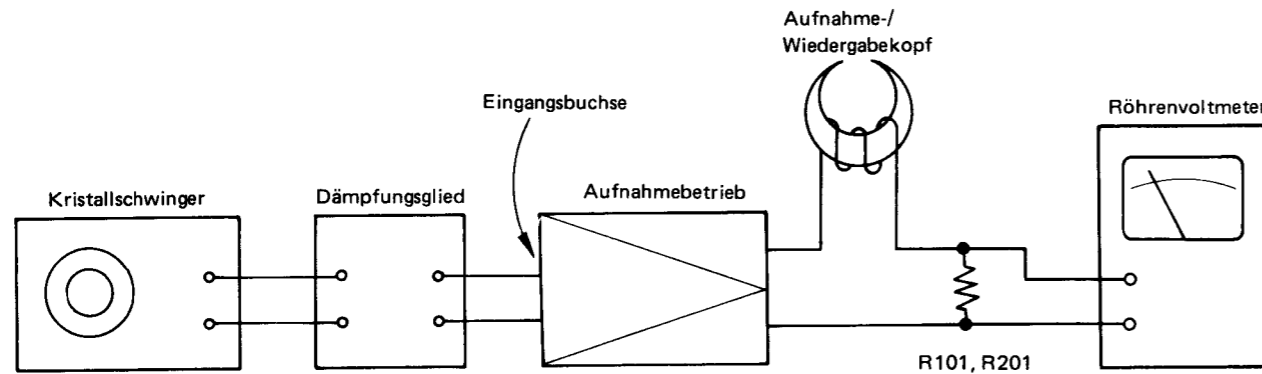 Aufnahme-/
Wiedergabekopf
Eingangsbuchse
Röhrenvoltmeter
Kristallschwinger
Dämpfungsglied
Aufnahmebetrieb
R101, R201